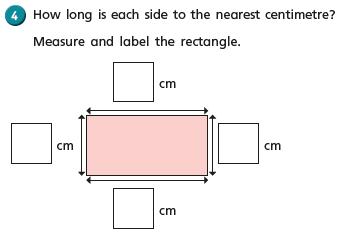 4 How long is each side to the nearest centimetre?
Measure and label the rectangle.
cm
cm
cm
cm